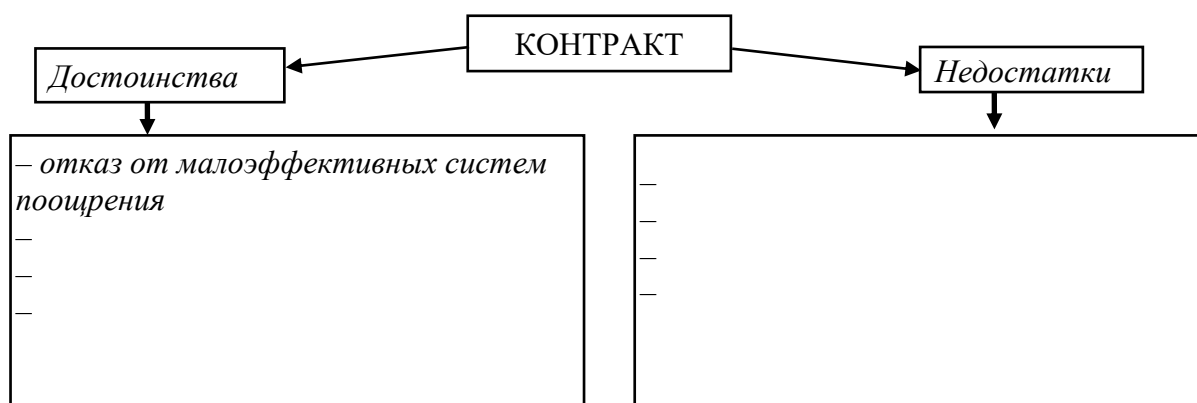 КОНТРАКТ
Достоинства
Недостатки
– отказ от малоэффективных систем
поощрения
–
–
–
–
–
–
–